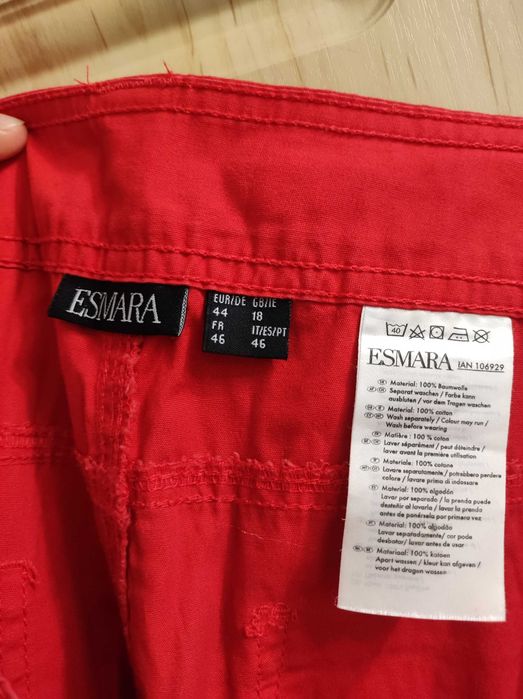 ESMARA
EUR/DE GB/IE
44 18
FR IT/ES/PT
46 46
40
ESMARA IAN 106929
Material: 100% Baumwolle
Separat waschen / Farbe kann
ausbluten / vor dem Tragen waschen
Material: 100% cotton
Wash separately / Colour may run /
Wash before wearing
Matière: 100 % coton
Laver séparément / peut déteindre /
laver avant la première utilisation
Materiale: 100% cotone
Lavare separatamente / potrebbero perdere
colore / lavare prima di indossare
Material: 100% algodón
Lavar por separado / la prenda puede
desteñir al lavarla / lavar la prenda
antes de ponérsela por primera vez
Material: 100% algodão
Lavar separadamente/ cor pode
desbotar/ lavar antes de usar
Materiaal: 100% katoen
Apart wassen / kleur kan afgeven /
voor het dragen wassen